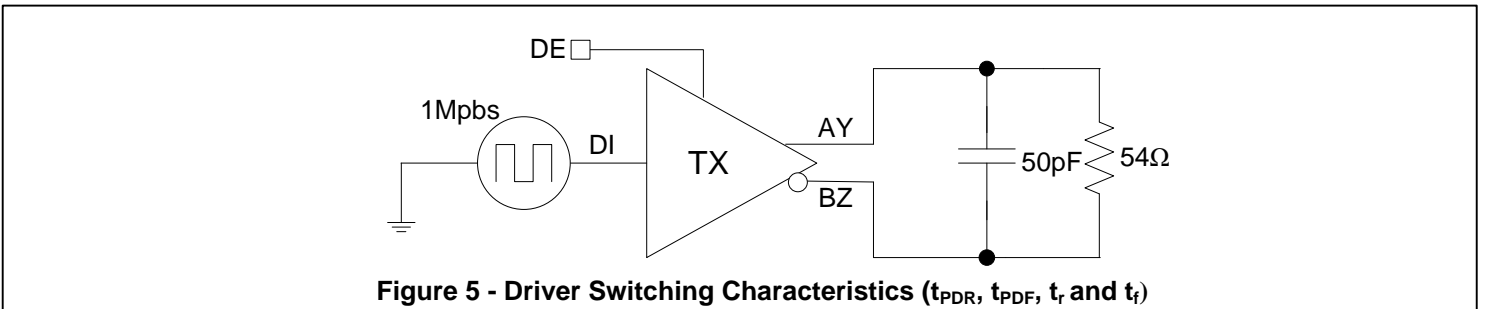 DE
1Mpbs
DI
TX
AY
BZ
50pF
54Ω
Figure 5 - Driver Switching Characteristics (tPDR, tPDF, tr and tf)